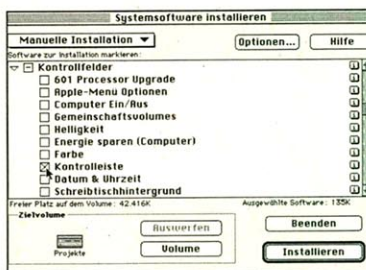 Systemsoftware installieren
Manuelle Installation
Optionen...
Hilfe
Software zur Installation markieren:
Kontrollfelder
601 Processor Upgrade
Apple-Menü Optionen
Computer Ein/Aus
Gemeinschaftsvolumes
Helligkeit
Energie sparen (Computer)
Farbe
Kontrolleiste
Datum & Uhrzeit
Schreibtischhintergrund
Freier Platz auf dem Volume: 42.416K
Ausgewählte Software: 135K
Zielvolume
Projekte
Auswerfen
Volume
Beenden
Installieren